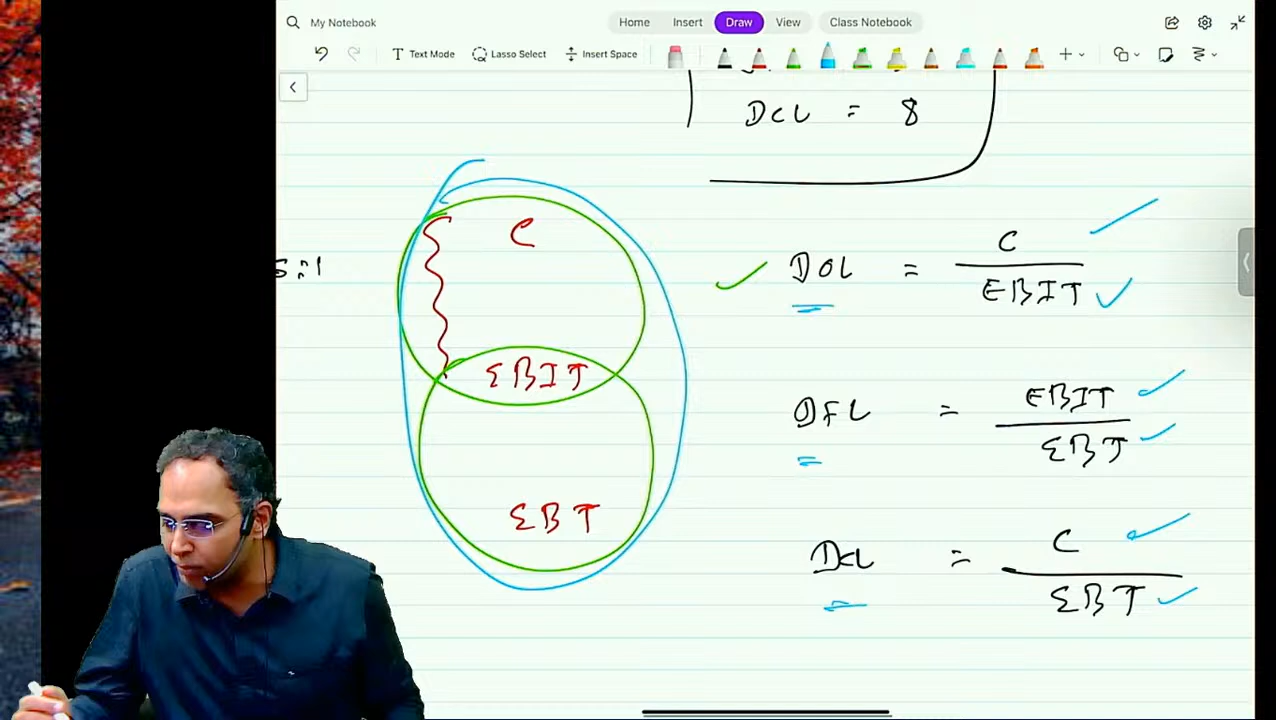 My Notebook
Home Insert Draw View Class Notebook
Text Mode Lasso Select Insert Space
DCL = 8
C
EBIT
EBT
DOL = C
EBIT
DFL = EBIT
EBT
DCL = C
EBT